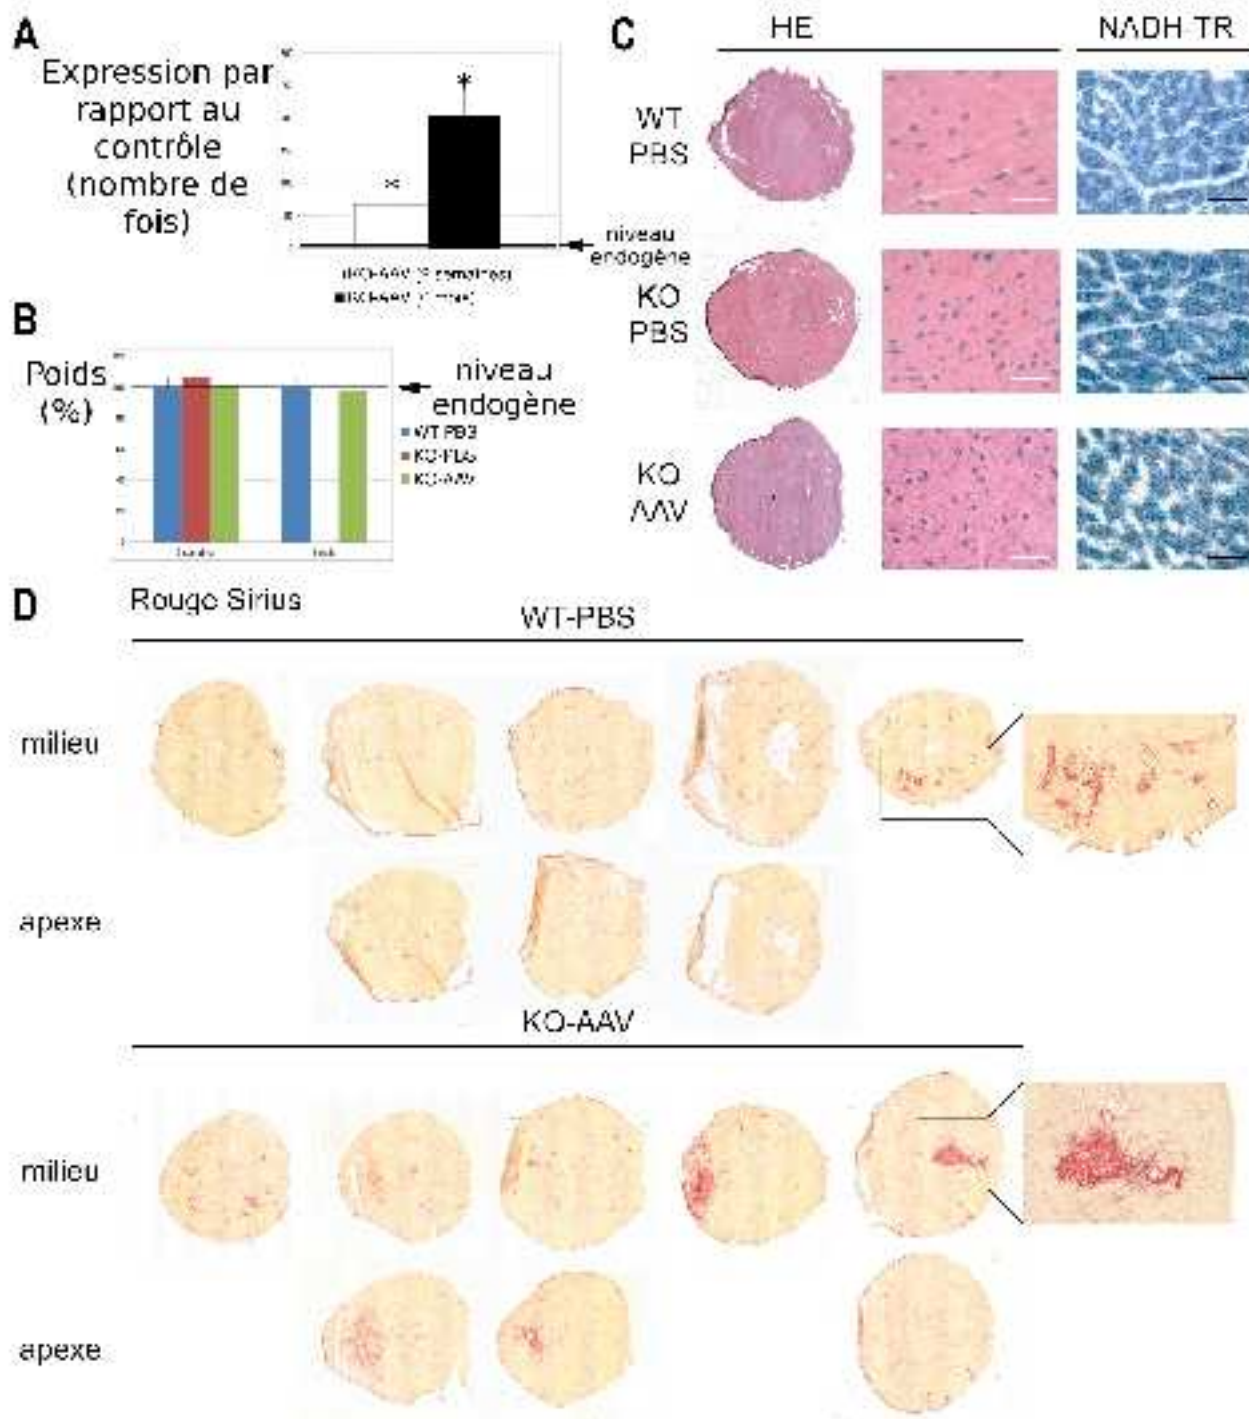 A
Expression par
rapport au
contrôle
(nombre de
fois)
niveau
endogène
B
Poids
(%)
niveau
endogène
WT-PBS
KO-PBS
KO-AAV
C
HE
NADH-TR
WT
PBS
KO
PBS
KO
AAV
D
Rouge Sirius
WT-PBS
milieu
apexe
KO-AAV
milieu
apexe